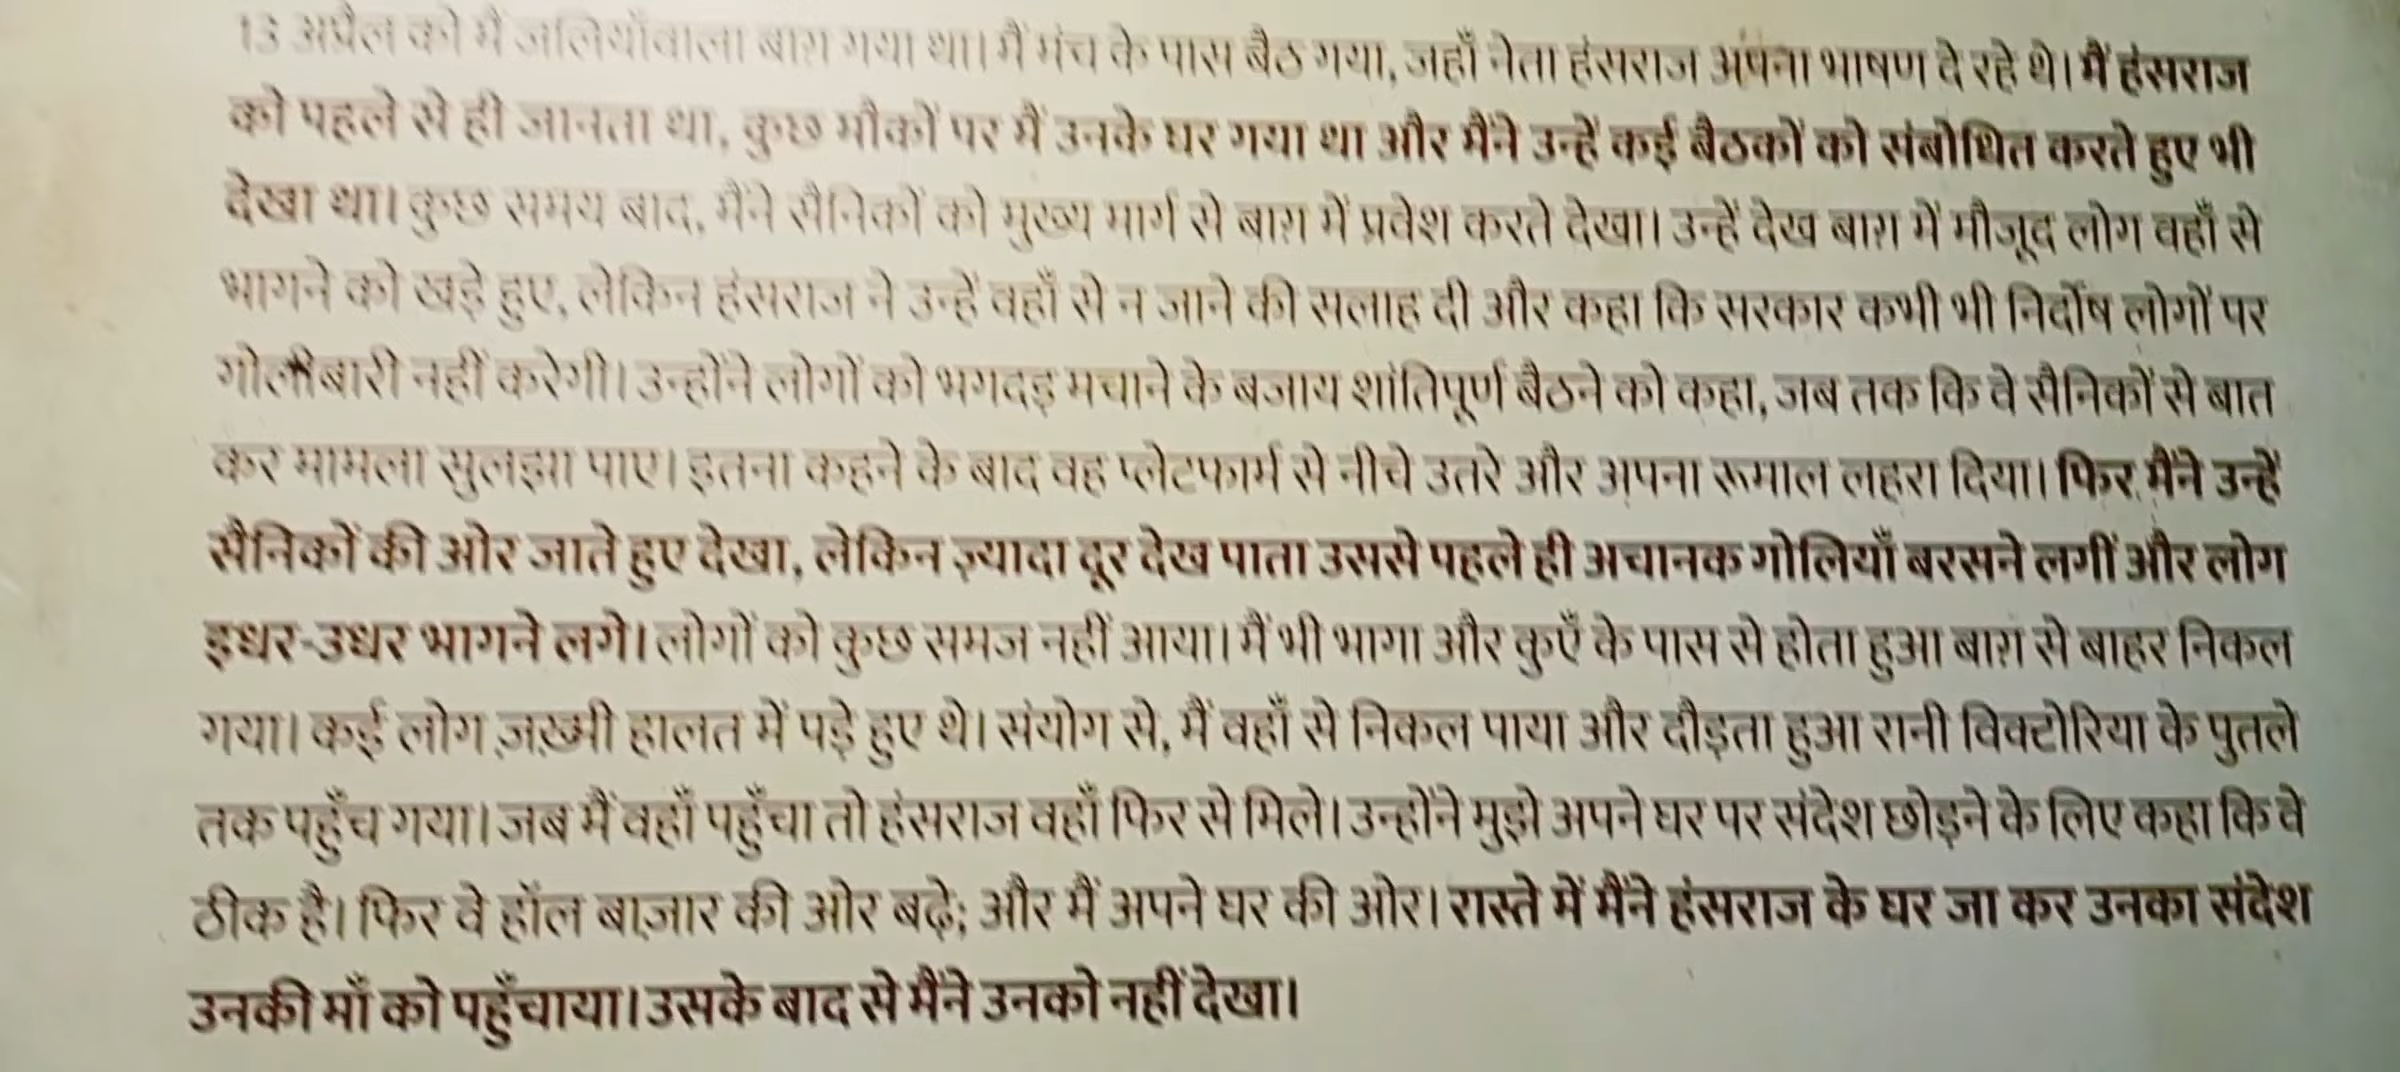 13 अप्रैल को मैं जलियाँवाला बाग़ गया था। मैं मंच के पास बैठ गया, जहाँ नेता हंसराज अपना भाषण दे रहे थे। मैं हंसराज
को पहले से ही जानता था, कुछ मौकों पर मैं उनके घर गया था और मैंने उन्हें कई बैठकों को संबोधित करते हुए भी
देखा था। कुछ समय बाद, मैंने सैनिकों को मुख्य मार्ग से बाग़ में प्रवेश करते देखा। उन्हें देख बाग़ में मौजूद लोग वहाँ से
भागने को खड़े हुए, लेकिन हंसराज ने उन्हें वहाँ से न जाने की सलाह दी और कहा कि सरकार कभी भी निर्दोष लोगों पर
गोलीबारी नहीं करेगी। उन्होंने लोगों को भगदड़ मचाने के बजाय शांतिपूर्ण बैठने को कहा, जब तक कि वे सैनिकों से बात
कर मामला सुलझा पाए। इतना कहने के बाद वह प्लेटफार्म से नीचे उतरे और अपना रूमाल लहरा दिया। फिर मैंने उन्हें
सैनिकों की ओर जाते हुए देखा, लेकिन ज़्यादा दूर देख पाता उससे पहले ही अचानक गोलियाँ बरसने लगीं और लोग
इधर-उधर भागने लगे। लोगों को कुछ समज नहीं आया। मैं भी भागा और कुएँ के पास से होता हुआ बाग़ से बाहर निकल
गया। कई लोग ज़ख़्मी हालत में पड़े हुए थे। संयोग से, मैं वहाँ से निकल पाया और दौड़ता हुआ रानी विक्टोरिया के पुतले
तक पहुँच गया। जब मैं वहाँ पहुँचा तो हंसराज वहाँ फिर से मिले। उन्होंने मुझे अपने घर पर संदेश छोड़ने के लिए कहा कि वे
ठीक है। फिर वे हॉल बाज़ार की ओर बढ़े; और मैं अपने घर की ओर। रास्ते में मैंने हंसराज के घर जा कर उनका संदेश
उनकी माँ को पहुँचाया। उसके बाद से मैंने उनको नहीं देखा।